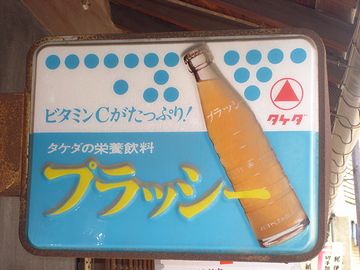 ビタミンCがたっぷり!
タケダ
タケダの栄養飲料
プラッシー
プラッシー